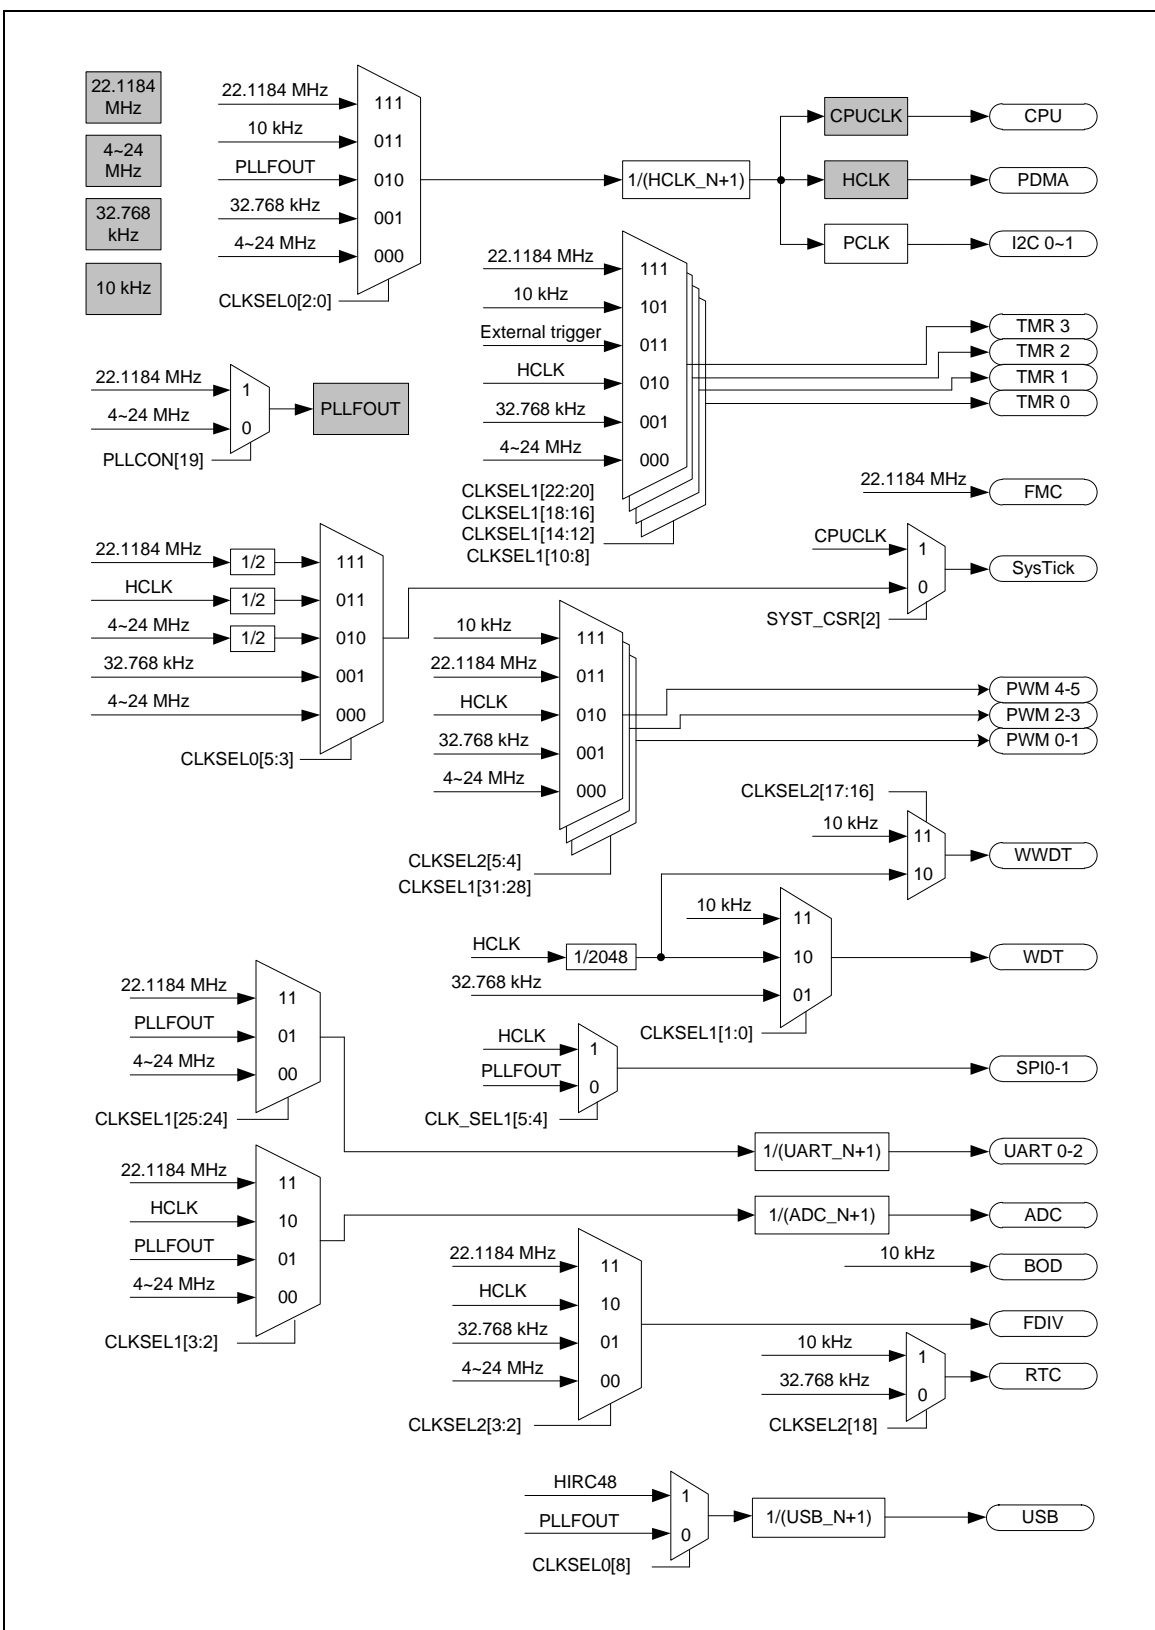 22.1184
MHz
4~24
MHz
32.768
kHz
10 kHz
22.1184 MHz
10 kHz
PLLFOUT
32.768 kHz
4~24 MHz
111
011
010
001
000
CLKSEL0[2:0]
1/(HCLK_N+1)
CPUCLK
HCLK
PCLK
CPU
PDMA
I2C 0~1
22.1184 MHz
10 kHz
External trigger
HCLK
32.768 kHz
4~24 MHz
111
101
011
010
001
000
CLKSEL1[22:20]
CLKSEL1[18:16]
CLKSEL1[14:12]
CLKSEL1[10:8]
TMR 3
TMR 2
TMR 1
TMR 0
22.1184 MHz
4~24 MHz
1
0
PLLCON[19]
PLLFOUT
22.1184 MHz
FMC
22.1184 MHz
HCLK
4~24 MHz
32.768 kHz
4~24 MHz
1/2
1/2
1/2
111
011
010
001
000
CLKSEL0[5:3]
CPUCLK
1
0
SYST_CSR[2]
SysTick
10 kHz
22.1184 MHz
HCLK
32.768 kHz
4~24 MHz
111
011
010
001
000
CLKSEL2[5:4]
CLKSEL1[31:28]
PWM 4-5
PWM 2-3
PWM 0-1
CLKSEL2[17:16]
10 kHz
11
10
WWDT
10 kHz
HCLK
1/2048
32.768 kHz
11
10
01
CLKSEL1[1:0]
WDT
22.1184 MHz
PLLFOUT
4~24 MHz
11
01
00
CLKSEL1[25:24]
HCLK
PLLFOUT
1
0
CLK_SEL1[5:4]
SPI0-1
1/(UART_N+1)
UART 0-2
22.1184 MHz
HCLK
PLLFOUT
4~24 MHz
11
10
01
00
CLKSEL1[3:2]
1/(ADC_N+1)
ADC
10 kHz
BOD
22.1184 MHz
HCLK
32.768 kHz
4~24 MHz
11
10
01
00
CLKSEL2[3:2]
FDIV
10 kHz
32.768 kHz
1
0
CLKSEL2[18]
RTC
HIRC48
PLLFOUT
1
0
CLKSEL0[8]
1/(USB_N+1)
USB